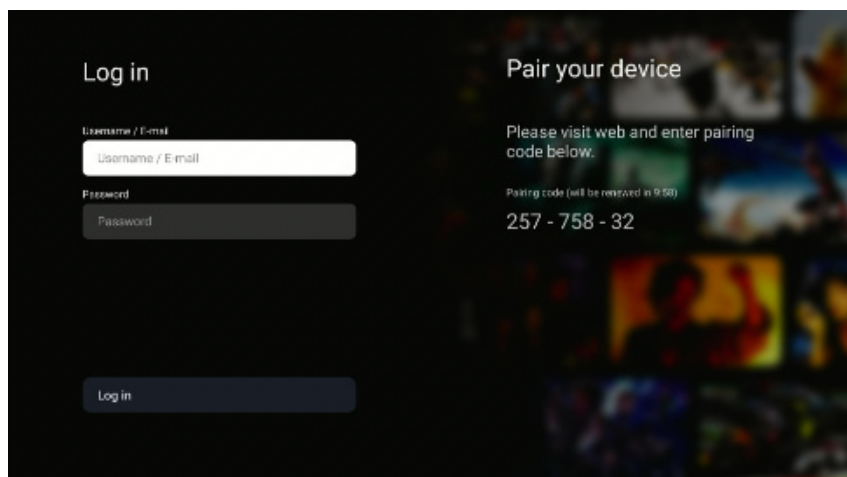 Log in
Username / E-mail
Username / E-mail
Password
Password
Log in
Pair your device
Please visit web and enter pairing
code below.
Pairing code (will be renewed in 9:58)
257 - 758 - 32